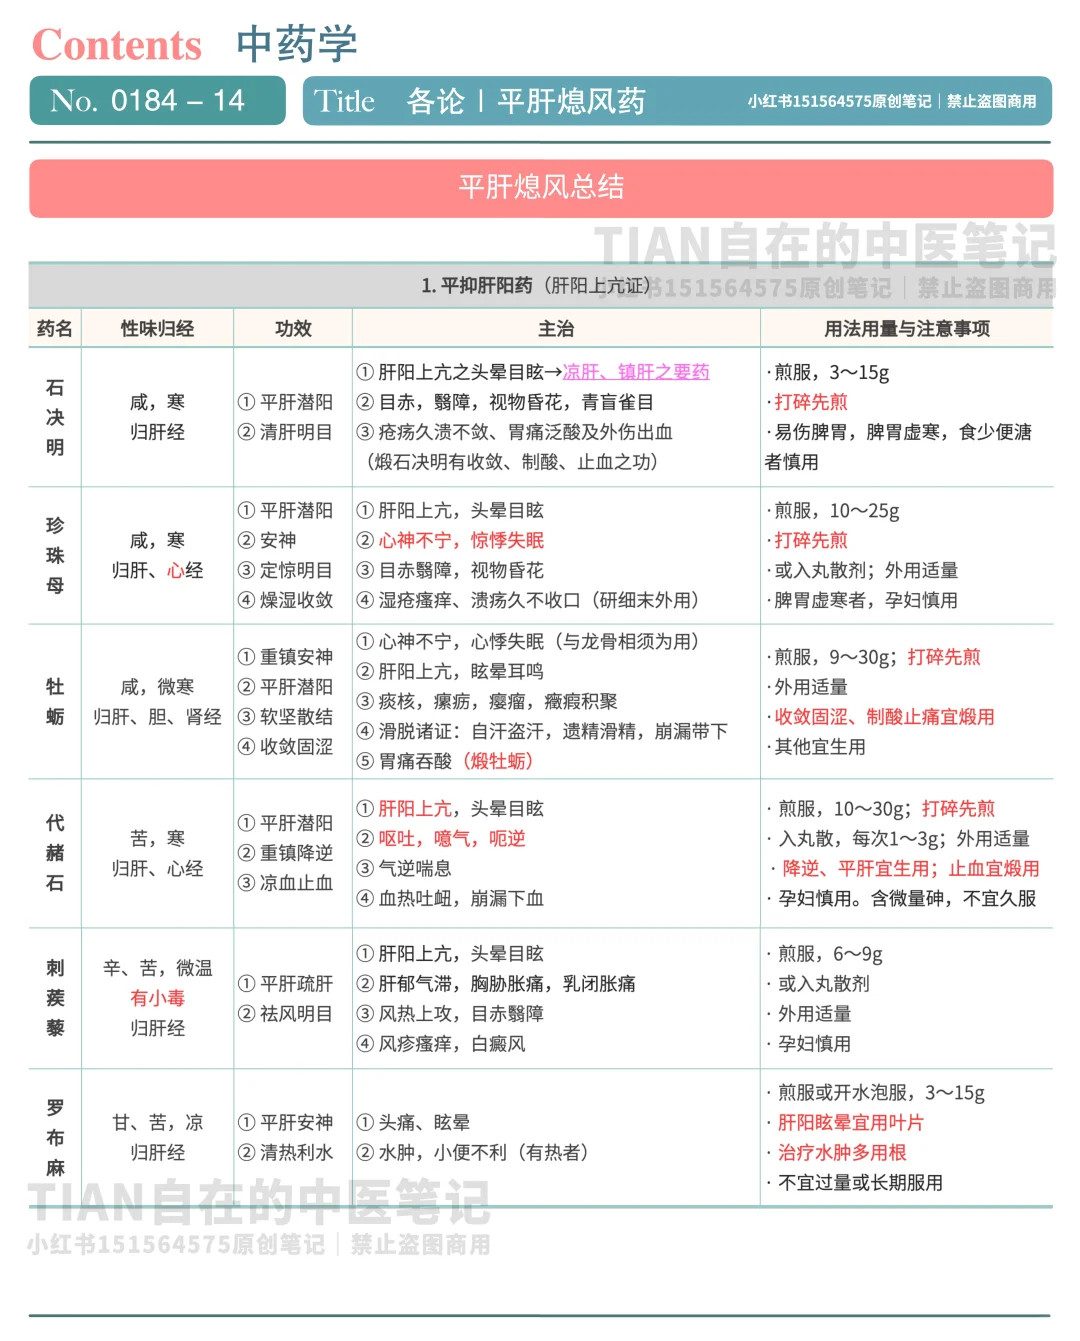 Contents 中药学
No. 0184 – 14
Title 各论 | 平肝熄风药 小红书151564575原创笔记｜禁止盗图商用
平肝熄风总结
TIAN自在的中医笔记
小红书151564575原创笔记｜禁止盗图商用
1. 平抑肝阳药（肝阳上亢证）
药名 性味归经 功效 主治 用法用量与注意事项
石决明
咸，寒
归肝经
① 平肝潜阳
② 清肝明目
① 肝阳上亢之头晕目眩→凉肝、镇肝之要药
② 目赤，翳障，视物昏花，青盲雀目
③ 疮疡久溃不敛、胃痛泛酸及外伤出血
（煅石决明有收敛、制酸、止血之功）
·煎服，3～15g
·打碎先煎
·易伤脾胃，脾胃虚寒，食少便溏
者慎用
珍珠母
咸，寒
归肝、心经
① 平肝潜阳
② 安神
③ 定惊明目
④ 燥湿收敛
① 肝阳上亢，头晕目眩
② 心神不宁，惊悸失眠
③ 目赤翳障，视物昏花
④ 湿疮瘙痒、溃疡久不收口（研细末外用）
·煎服，10～25g
·打碎先煎
·或入丸散剂；外用适量
·脾胃虚寒者，孕妇慎用
牡蛎
咸，微寒
归肝、胆、肾经
① 重镇安神
② 平肝潜阳
③ 软坚散结
④ 收敛固涩
① 心神不宁，心悸失眠（与龙骨相须为用）
② 肝阳上亢，眩晕耳鸣
③ 痰核，瘰疬，瘿瘤，癥瘕积聚
④ 滑脱诸证：自汗盗汗，遗精滑精，崩漏带下
⑤ 胃痛吞酸（煅牡蛎）
·煎服，9～30g；打碎先煎
·外用适量
·收敛固涩、制酸止痛宜煅用
·其他宜生用
代赭石
苦，寒
归肝、心经
① 平肝潜阳
② 重镇降逆
③ 凉血止血
① 肝阳上亢，头晕目眩
② 呕吐，噫气，呃逆
③ 气逆喘息
④ 血热吐衄，崩漏下血
· 煎服，10～30g；打碎先煎
· 入丸散，每次1～3g；外用适量
· 降逆、平肝宜生用；止血宜煅用
· 孕妇慎用。含微量砷，不宜久服
刺蒺藜
辛、苦，微温
有小毒
归肝经
① 平肝疏肝
② 祛风明目
① 肝阳上亢，头晕目眩
② 肝郁气滞，胸胁胀痛，乳闭胀痛
③ 风热上攻，目赤翳障
④ 风疹瘙痒，白癜风
· 煎服，6～9g
· 或入丸散剂
· 外用适量
· 孕妇慎用
罗布麻
甘、苦，凉
归肝经
① 平肝安神
② 清热利水
① 头痛、眩晕
② 水肿，小便不利（有热者）
· 煎服或开水泡服，3～15g
· 肝阳眩晕宜用叶片
· 治疗水肿多用根
· 不宜过量或长期服用
TIAN自在的中医笔记
小红书151564575原创笔记｜禁止盗图商用